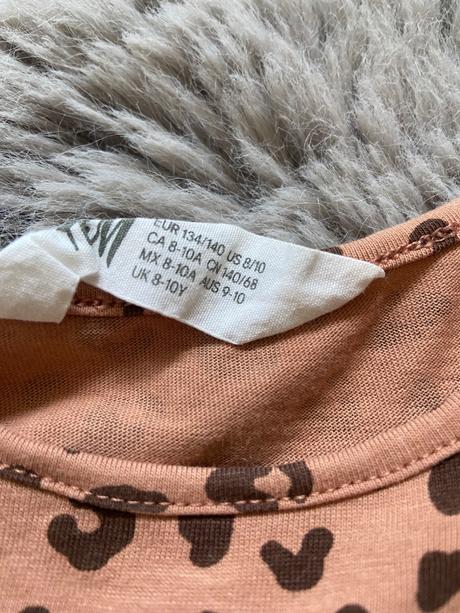 H&M
EUR 134/140 US 8/10
CA 8-10A CN 140/68
MX 8-10A AUS 9-10
UK 8-10Y